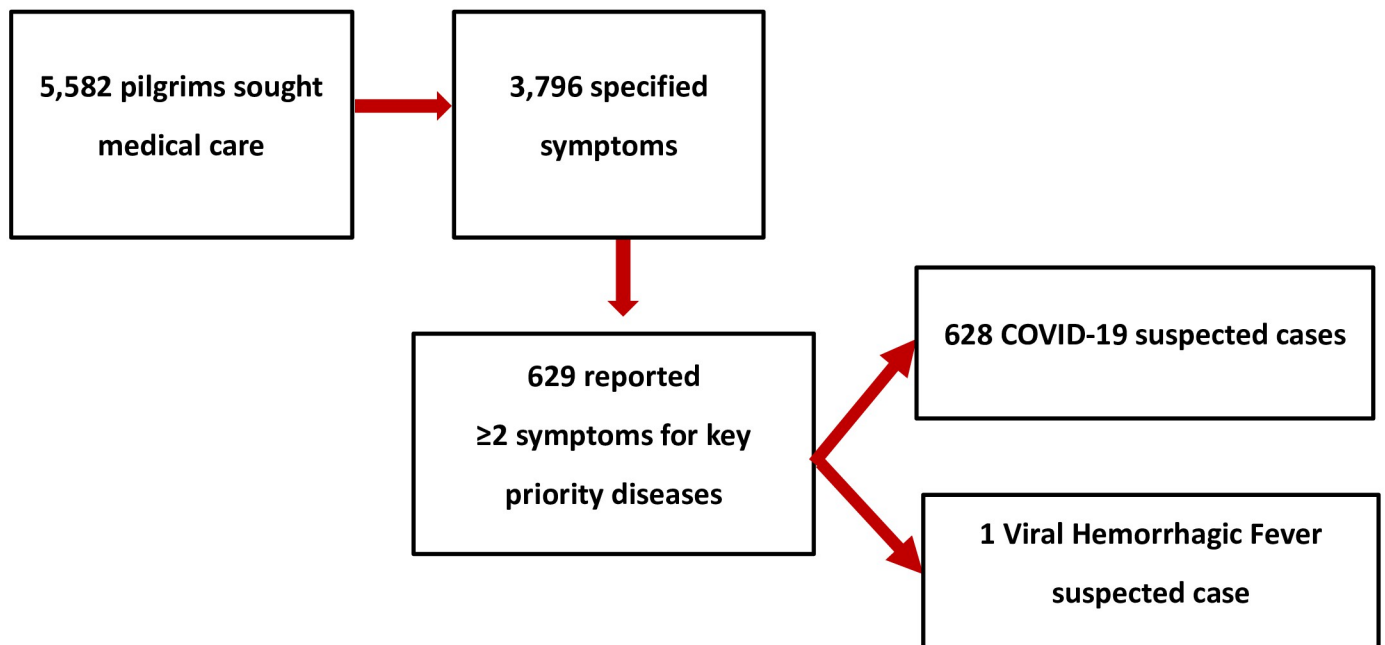 5,582 pilgrims sought
medical care
3,796 specified
symptoms
629 reported
≥2 symptoms for key
priority diseases
628 COVID-19 suspected cases
1 Viral Hemorrhagic Fever
suspected case